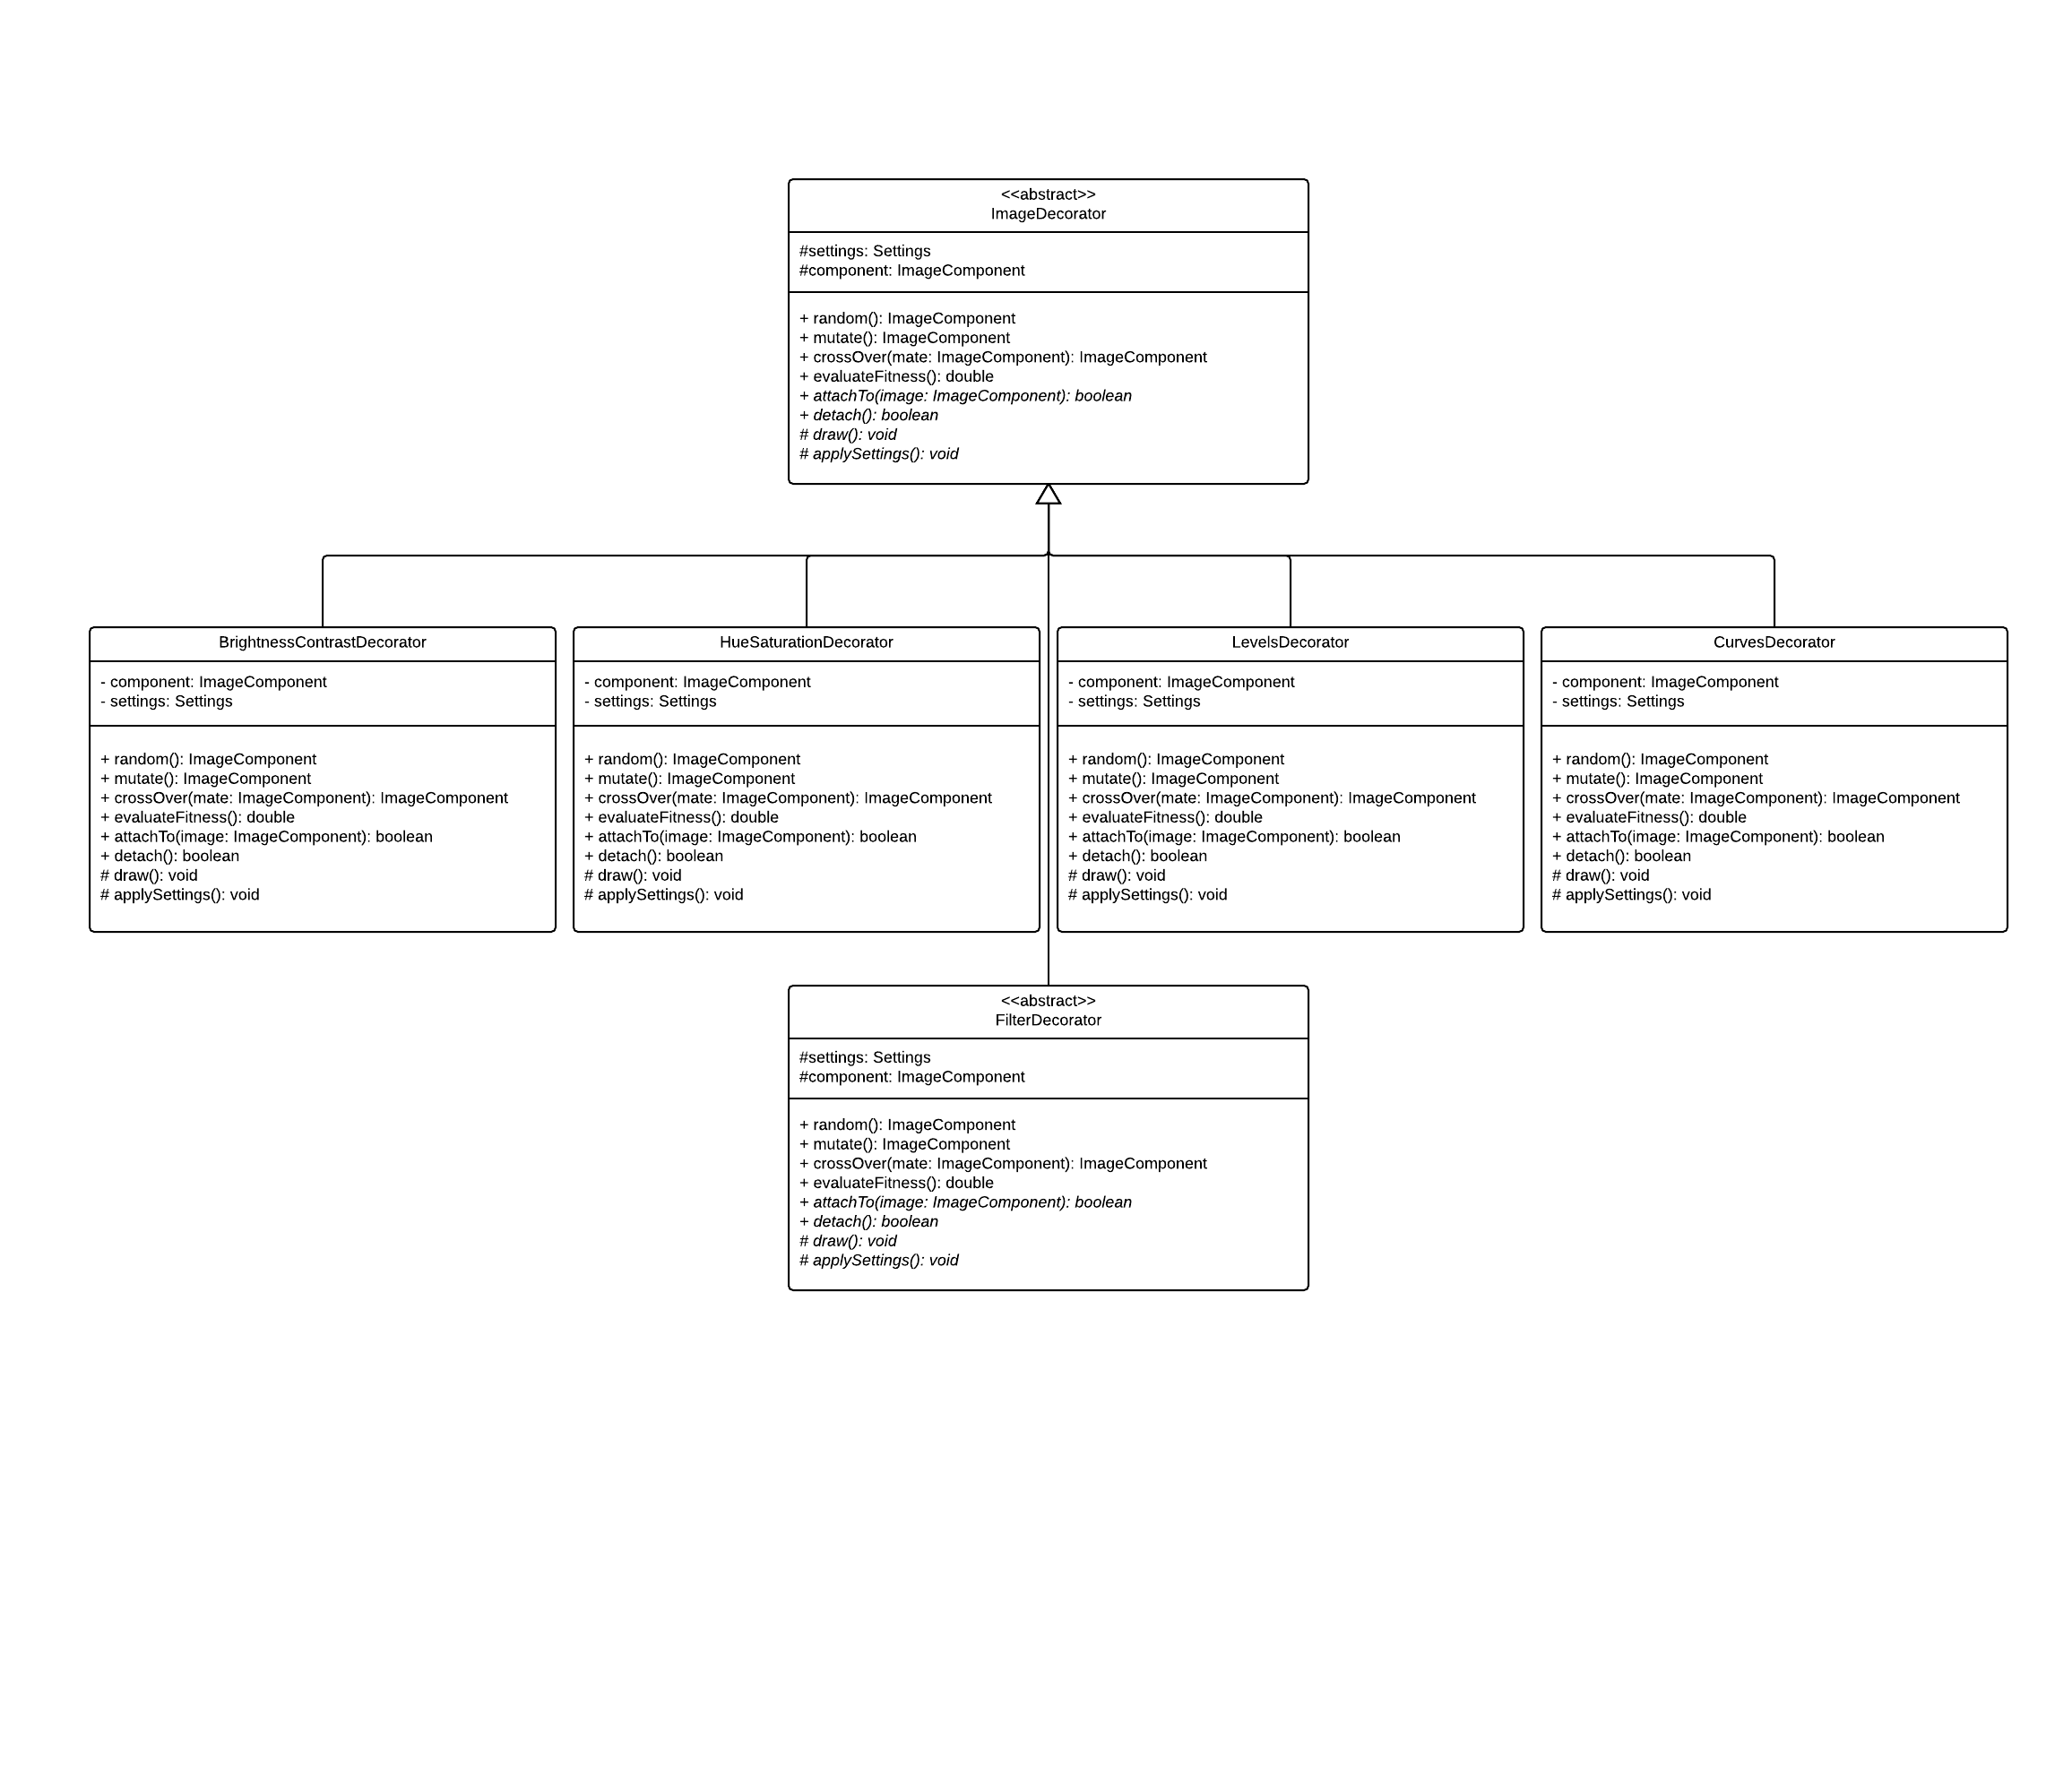 <<abstract>>
ImageDecorator
#settings: Settings
#component: ImageComponent
+ random(): ImageComponent
+ mutate(): ImageComponent
+ crossOver(mate: ImageComponent): ImageComponent
+ evaluateFitness(): double
+ attachTo(image: ImageComponent): boolean
+ detach(): boolean
# draw(): void
# applySettings(): void
BrightnessContrastDecorator
- component: ImageComponent
- settings: Settings
+ random(): ImageComponent
+ mutate(): ImageComponent
+ crossOver(mate: ImageComponent): ImageComponent
+ evaluateFitness(): double
+ attachTo(image: ImageComponent): boolean
+ detach(): boolean
# draw(): void
# applySettings(): void
HueSaturationDecorator
- component: ImageComponent
- settings: Settings
+ random(): ImageComponent
+ mutate(): ImageComponent
+ crossOver(mate: ImageComponent): ImageComponent
+ evaluateFitness(): double
+ attachTo(image: ImageComponent): boolean
+ detach(): boolean
# draw(): void
# applySettings(): void
LevelsDecorator
- component: ImageComponent
- settings: Settings
+ random(): ImageComponent
+ mutate(): ImageComponent
+ crossOver(mate: ImageComponent): ImageComponent
+ evaluateFitness(): double
+ attachTo(image: ImageComponent): boolean
+ detach(): boolean
# draw(): void
# applySettings(): void
CurvesDecorator
- component: ImageComponent
- settings: Settings
+ random(): ImageComponent
+ mutate(): ImageComponent
+ crossOver(mate: ImageComponent): ImageComponent
+ evaluateFitness(): double
+ attachTo(image: ImageComponent): boolean
+ detach(): boolean
# draw(): void
# applySettings(): void
<<abstract>>
FilterDecorator
#settings: Settings
#component: ImageComponent
+ random(): ImageComponent
+ mutate(): ImageComponent
+ crossOver(mate: ImageComponent): ImageComponent
+ evaluateFitness(): double
+ attachTo(image: ImageComponent): boolean
+ detach(): boolean
# draw(): void
# applySettings(): void